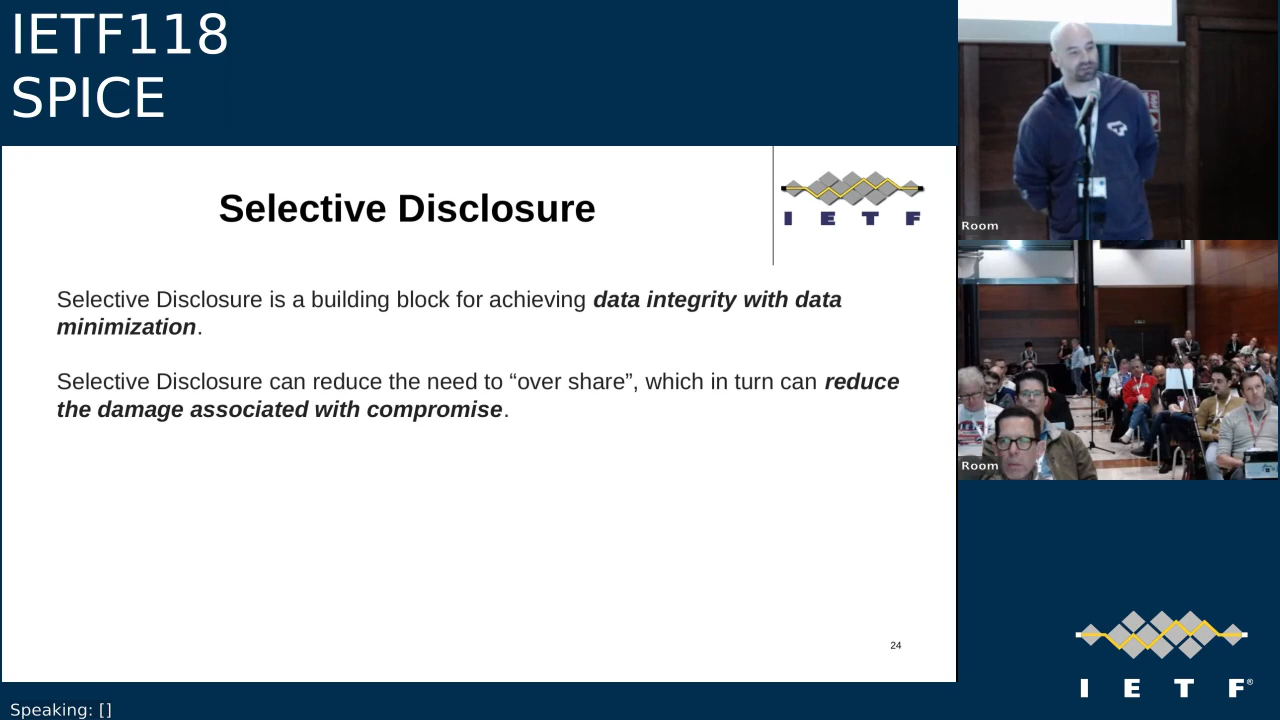 IETF118
SPICE
Selective Disclosure
I E T F
Selective Disclosure is a building block for achieving data integrity with data
minimization.
Selective Disclosure can reduce the need to “over share”, which in turn can reduce
the damage associated with compromise.
24
Room
Room
I E T F®
Speaking: []